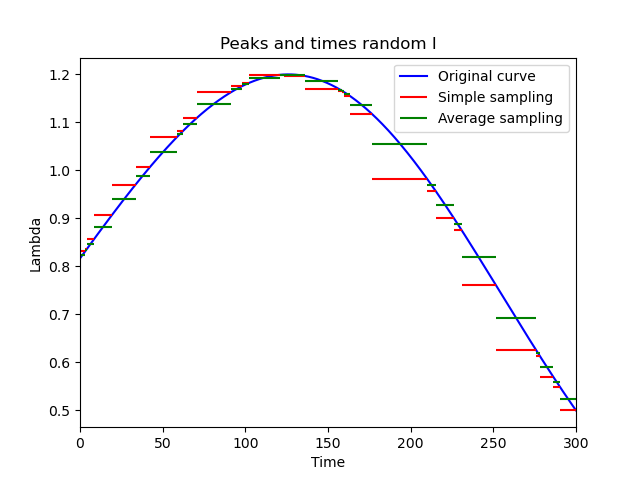 Peaks and times random I
Original curve
Simple sampling
Average sampling
Lambda
1.2
1.1
1.0
0.9
0.8
0.7
0.6
0.5
0 50 100 150 200 250 300
Time